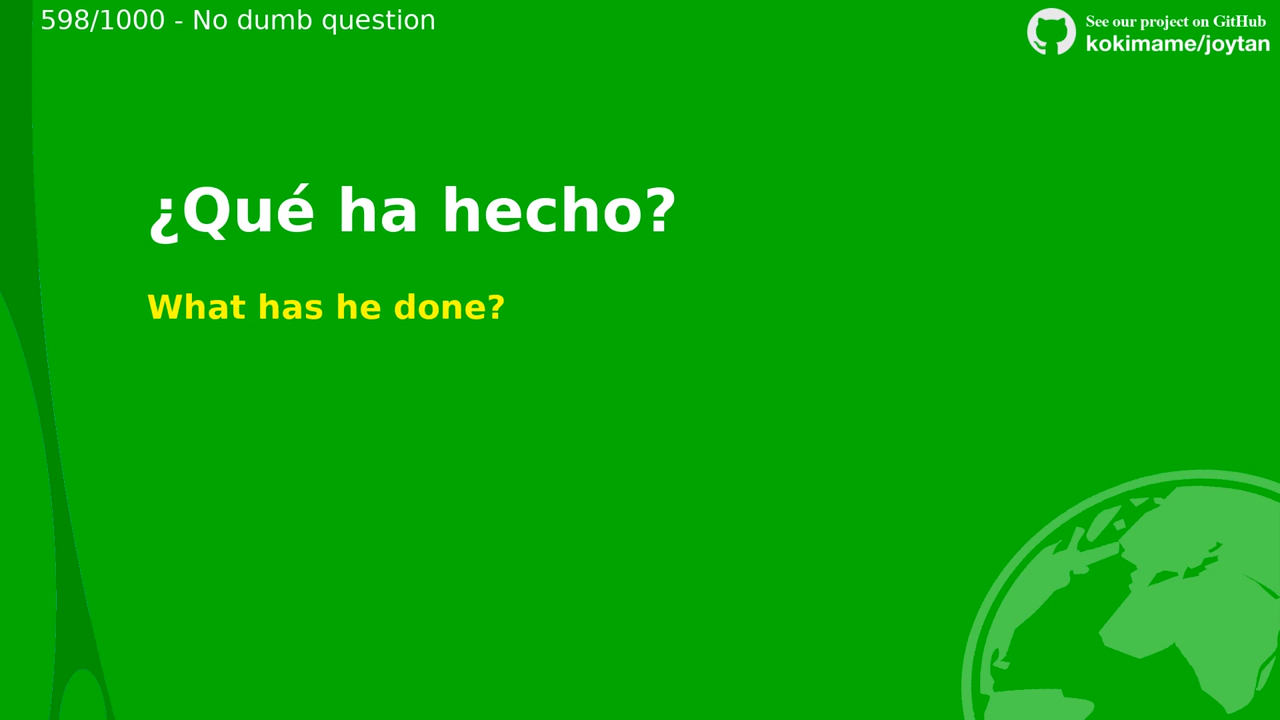 598/1000 - No dumb question
See our project on GitHub
kokimame/joytan
¿Qué ha hecho?
What has he done?